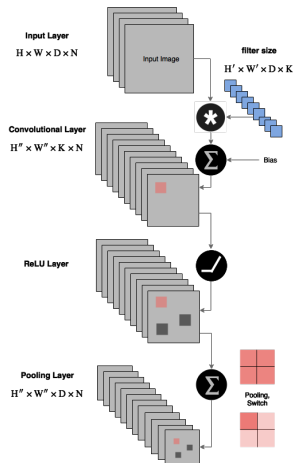 Input Layer
H × W × D × N
Input Image
filter size
H′ × W′ × D × K
*
Convolutional Layer
H″ × W″ × K × N
Σ
Bias
ReLU Layer
Pooling Layer
H″ × W″ × D × N
Σ
Pooling,
Switch